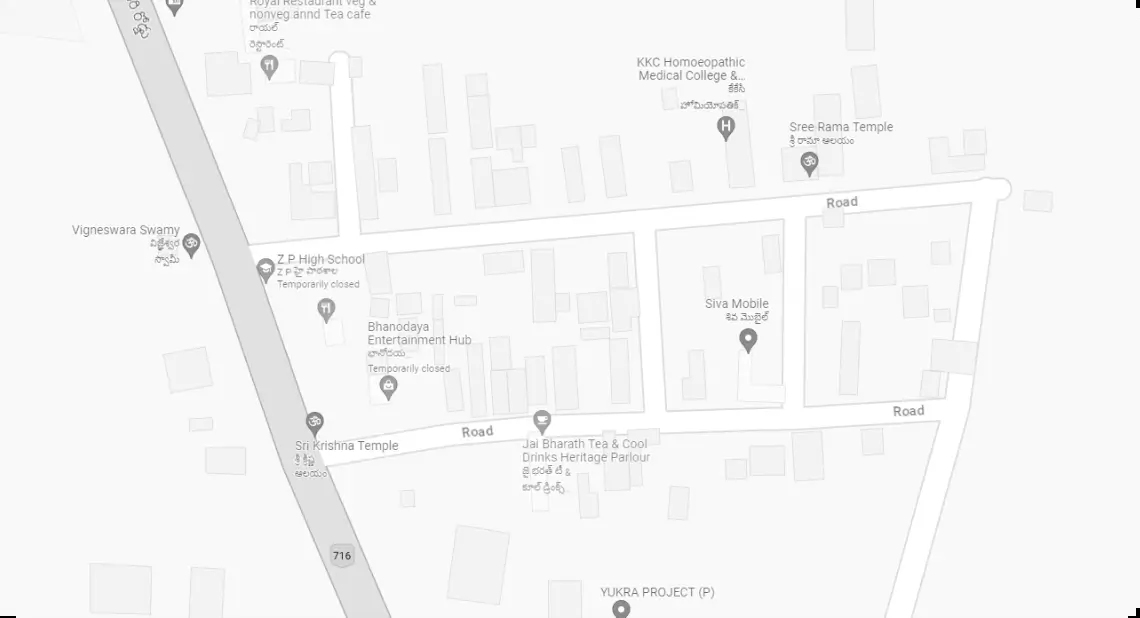 Royal Restaurant veg &
nonveg annd Tea cafe
రాయల్
రెస్టారెంట్...
KKC Homoeopathic
Medical College &...
కేకేసీ
హోమియోపతిక్...
Sree Rama Temple
శ్రీ రామా ఆలయం
Road
Vigneswara Swamy
విఘ్నేశ్వర
స్వామీ
Z.P High School
Z P హై పాఠశాల
Temporarily closed
Siva Mobile
శివ మొబైల్
Bhanodaya
Entertainment Hub
భానోదయ...
Temporarily closed
Road
Road
Sri Krishna Temple
శ్రీ క్రిష్ణ
ఆలయం
Jai Bharath Tea & Cool
Drinks Heritage Parlour
జై భరత్ టీ &
కూల్ డ్రింక్స్...
716
YUKRA PROJECT (P)